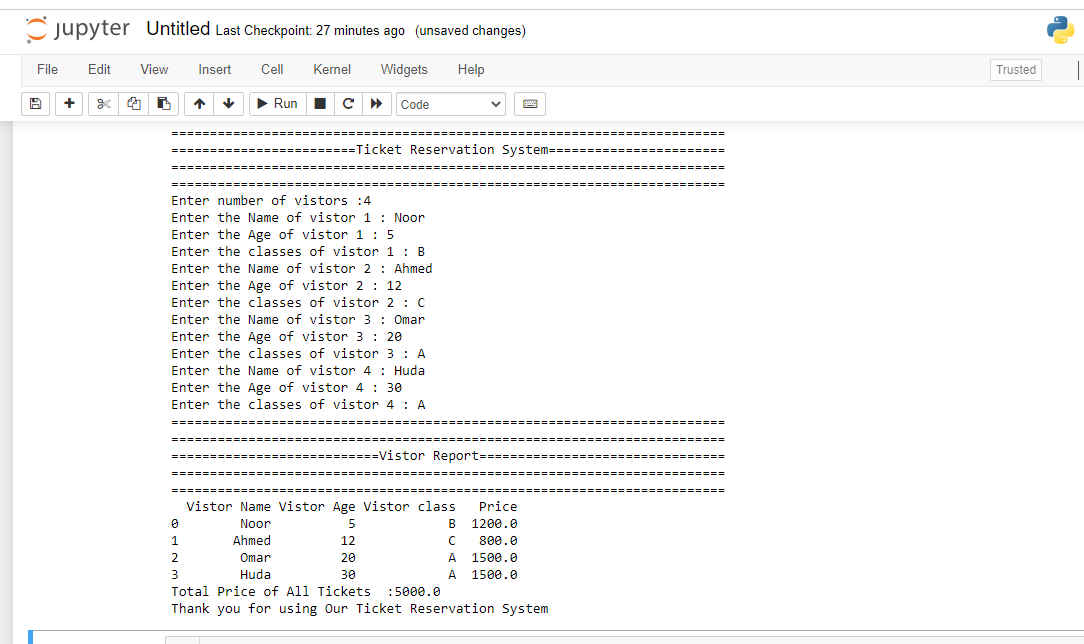 jupyter Untitled Last Checkpoint: 27 minutes ago (unsaved changes)
File Edit View Insert Cell Kernel Widgets Help Trusted
Run Code
========================================================================
========================Ticket Reservation System=======================
========================================================================
========================================================================
Enter number of vistors :4
Enter the Name of vistor 1 : Noor
Enter the Age of vistor 1 : 5
Enter the classes of vistor 1 : B
Enter the Name of vistor 2 : Ahmed
Enter the Age of vistor 2 : 12
Enter the classes of vistor 2 : C
Enter the Name of vistor 3 : Omar
Enter the Age of vistor 3 : 20
Enter the classes of vistor 3 : A
Enter the Name of vistor 4 : Huda
Enter the Age of vistor 4 : 30
Enter the classes of vistor 4 : A
========================================================================
========================================================================
===========================Vistor Report================================
========================================================================
========================================================================
Vistor Name Vistor Age Vistor class Price
0 Noor 5 B 1200.0
1 Ahmed 12 C 800.0
2 Omar 20 A 1500.0
3 Huda 30 A 1500.0
Total Price of All Tickets :5000.0
Thank you for using Our Ticket Reservation System